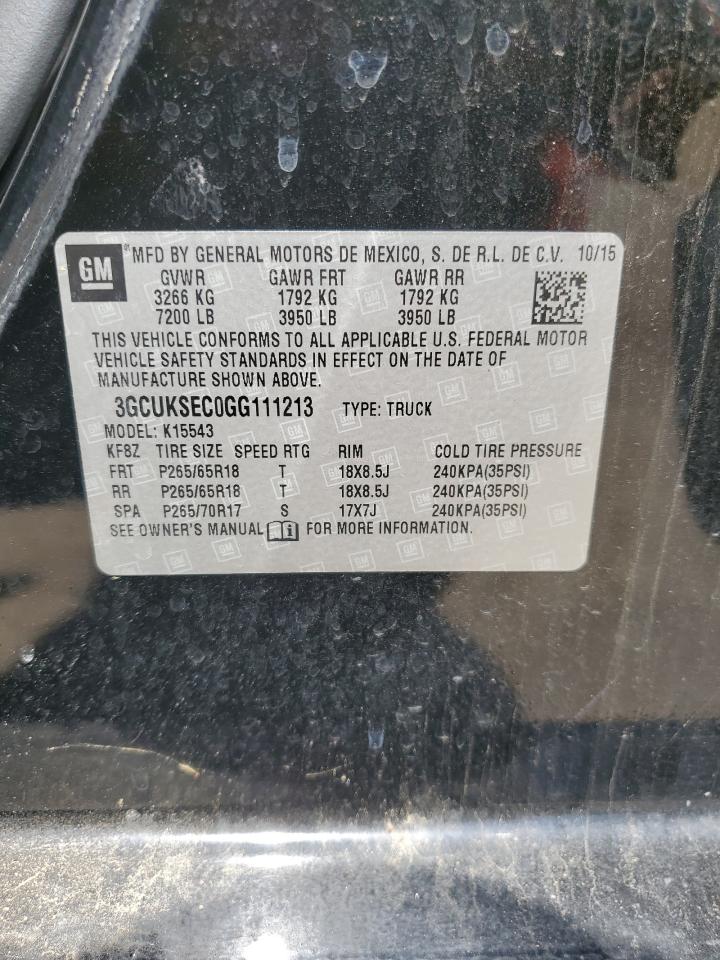 GM ® MFD BY GENERAL MOTORS DE MEXICO, S. DE R.L. DE C.V. 10/15
GVWR GAWR FRT GAWR RR
3266 KG 1792 KG 1792 KG
7200 LB 3950 LB 3950 LB
THIS VEHICLE CONFORMS TO ALL APPLICABLE U.S. FEDERAL MOTOR
VEHICLE SAFETY STANDARDS IN EFFECT ON THE DATE OF
MANUFACTURE SHOWN ABOVE.
3GCUKSEC0GG111213 TYPE: TRUCK
MODEL: K15543
KF8Z TIRE SIZE SPEED RTG RIM COLD TIRE PRESSURE
FRT P265/65R18 T 18X8.5J 240KPA(35PSI)
RR P265/65R18 T 18X8.5J 240KPA(35PSI)
SPA P265/70R17 S 17X7J 240KPA(35PSI)
SEE OWNER'S MANUAL FOR MORE INFORMATION.